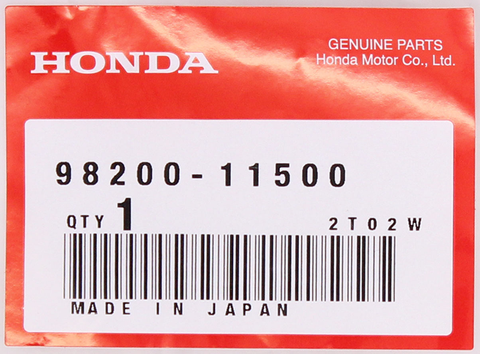 GENUINE PARTS
HONDA
Honda Motor Co., Ltd.
98200-11500
QTY 1
2T02W
MADE IN JAPAN